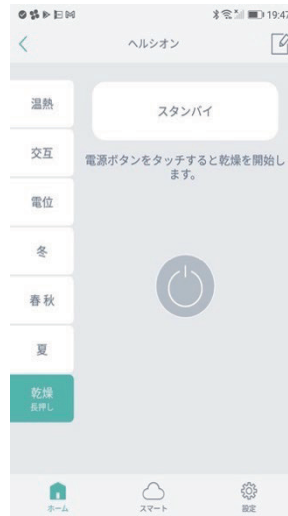 19:47
ヘルシオン
温熱
スタンバイ
交互
電源ボタンをタッチすると乾燥を開始し
ます。
電位
冬
春秋
夏
乾燥
長押し
ホーム
スマート
設定